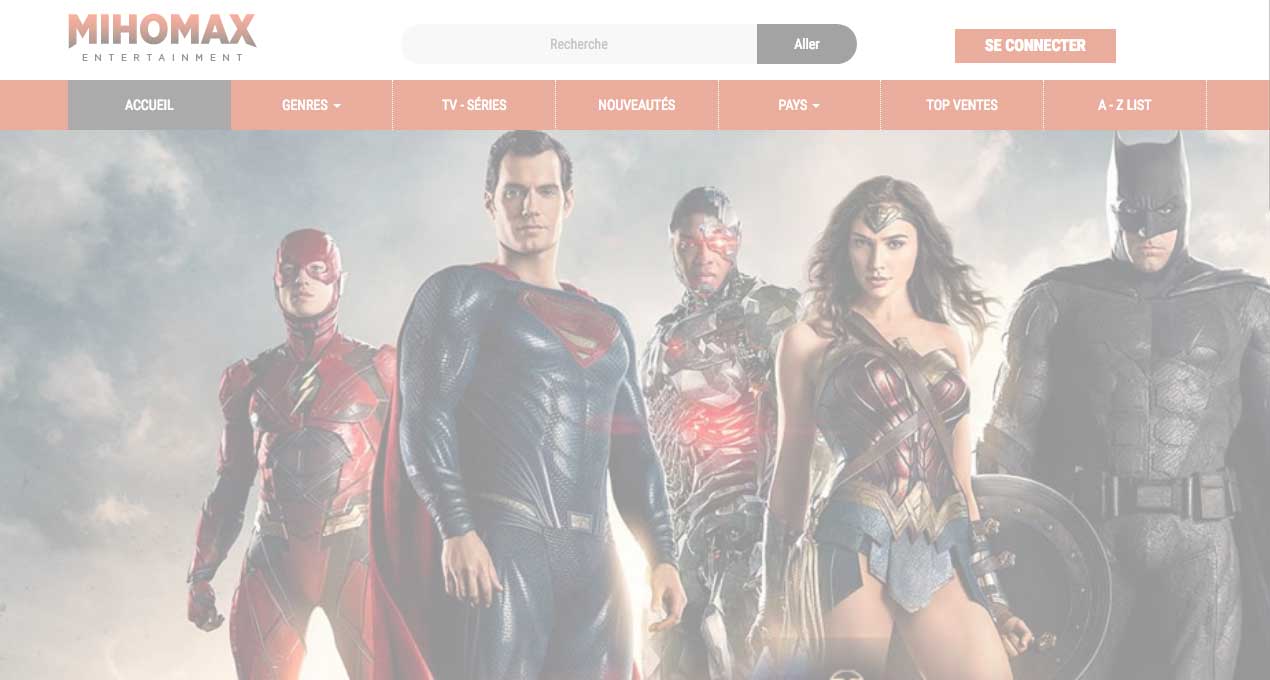 MIHOMAX
ENTERTAINMENT
Recherche
Aller
SE CONNECTER
ACCUEIL
GENRES
TV - SÉRIES
NOUVEAUTÉS
PAYS
TOP VENTES
A - Z LIST